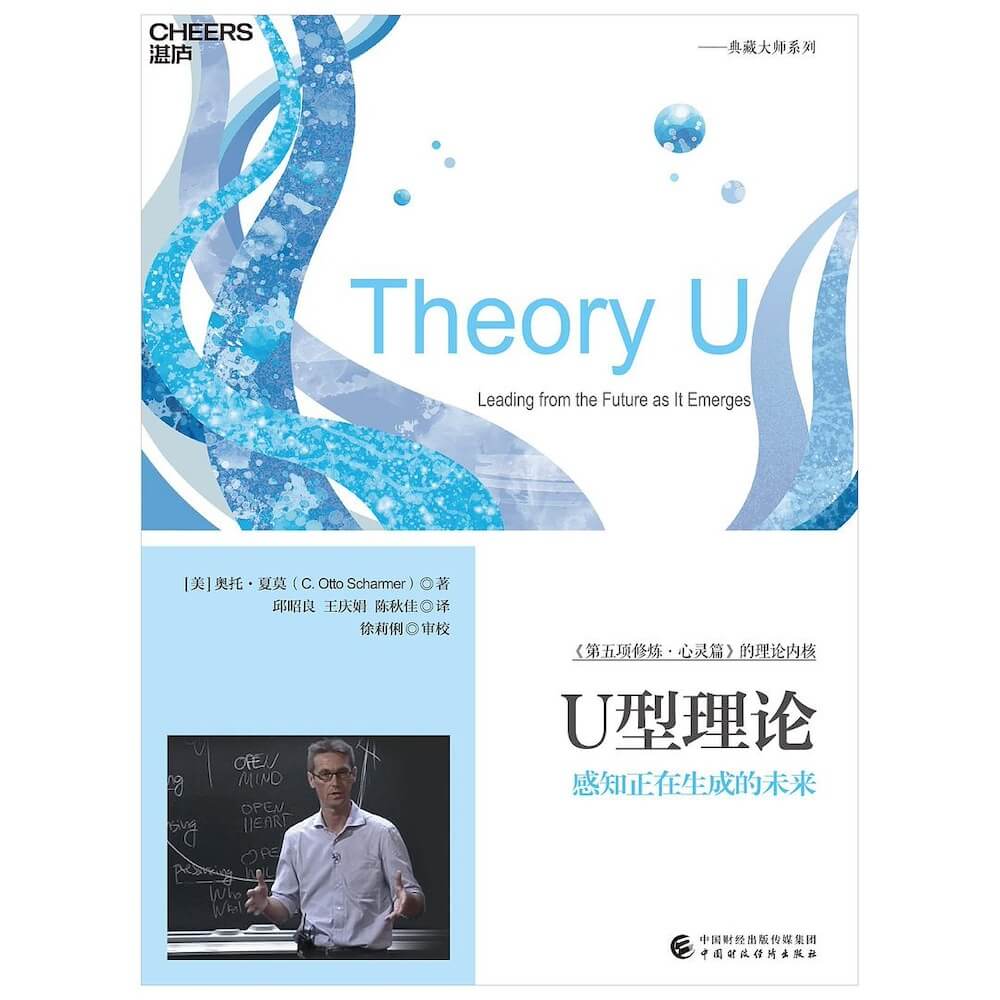 CHEERS
湛庐
——典藏大师系列
Theory U
Leading from the Future as It Emerges
[美]奥托·夏莫(C. Otto Scharmer)◎著
邱昭良 王庆娟 陈秋佳◎译
徐莉俐◎审校
《第五项修炼·心灵篇》的理论内核
U型理论
感知正在生成的未来
OPEN
MIND
OPEN
HEART
presencing
Who
中国财经出版传媒集团
中国财政经济出版社